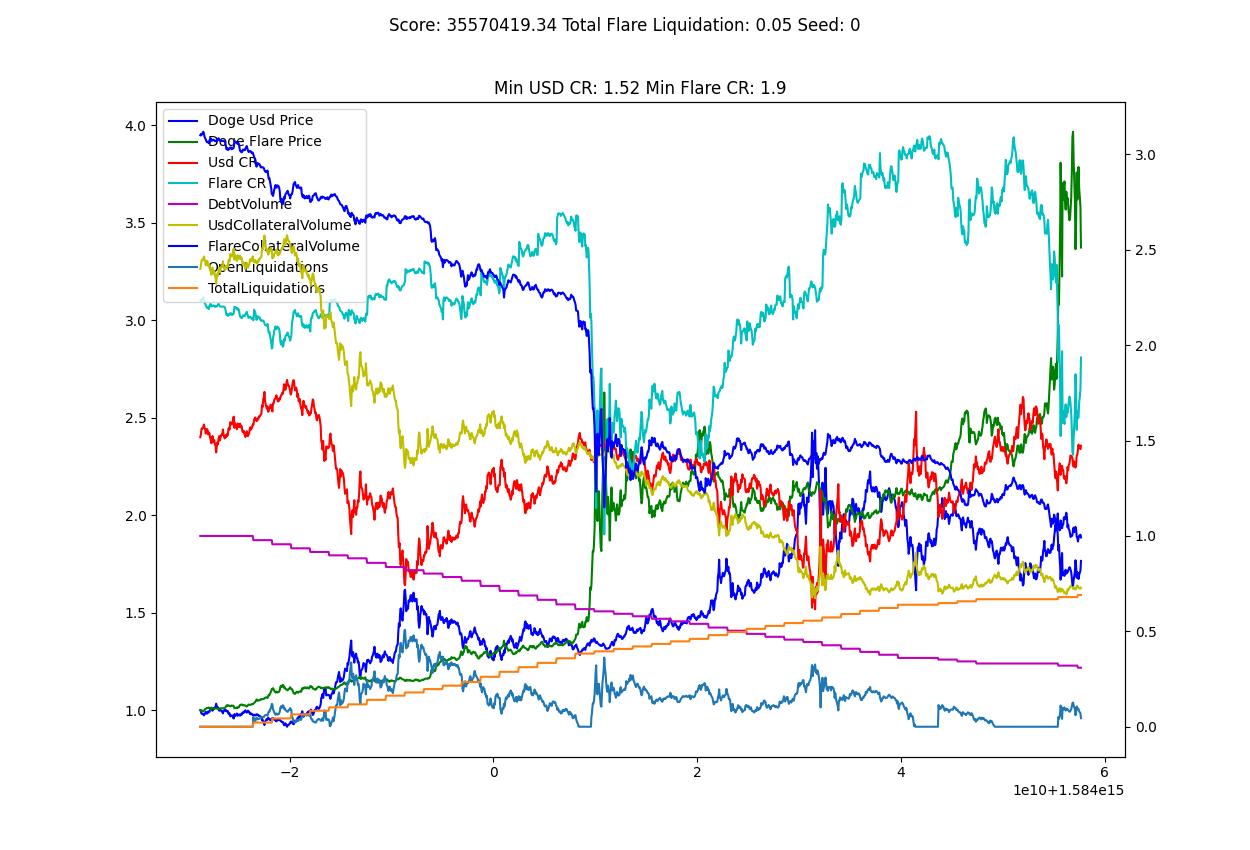 Score: 35570419.34 Total Flare Liquidation: 0.05 Seed: 0
Min USD CR: 1.52 Min Flare CR: 1.9
Doge Usd Price
Doge Flare Price
Usd CR
Flare CR
DebtVolume
UsdCollateralVolume
FlareCollateralVolume
OpenLiquidations
TotalLiquidations
4.0
3.5
3.0
2.5
2.0
1.5
1.0
3.0
2.5
2.0
1.5
1.0
0.5
0.0
−2
0
2
4
6
1e10+1.584e15